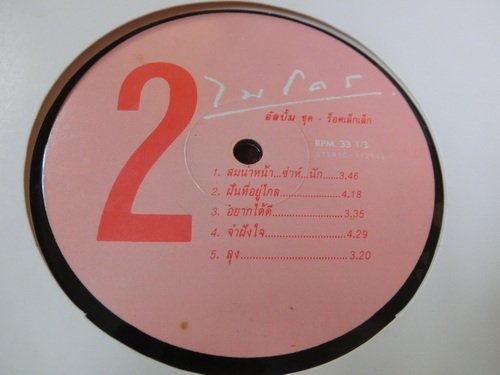 2
ไมโคร
อัลบั้ม ชุด - ร็อคเล็กเล็ก
RPM. 33 1/3
STEREO
1. สมน้ำหน้า...ซ่าห์...นัก.....3.46
2. ฝันที่อยู่ไกล...............4.18
3. อยากได้ดี.................3.35
4. จำฝังใจ....................4.29
5. ลุง...........................3.20